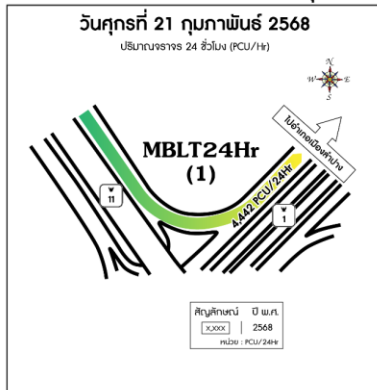 วันศุกรที่ 21 กุมภาพันธ์ 2568
ปริมาณจราจร 24 ชั่วโมง (PCU/Hr)
N
W E
S
ไปอำเภอเมืองลำปาง
MBLT24Hr
(1)
4,442 PCU/24Hr
11
1
สัญลักษณ์ ปี พ.ศ.
x,xxx 2568
หน่วย : PCU/24Hr